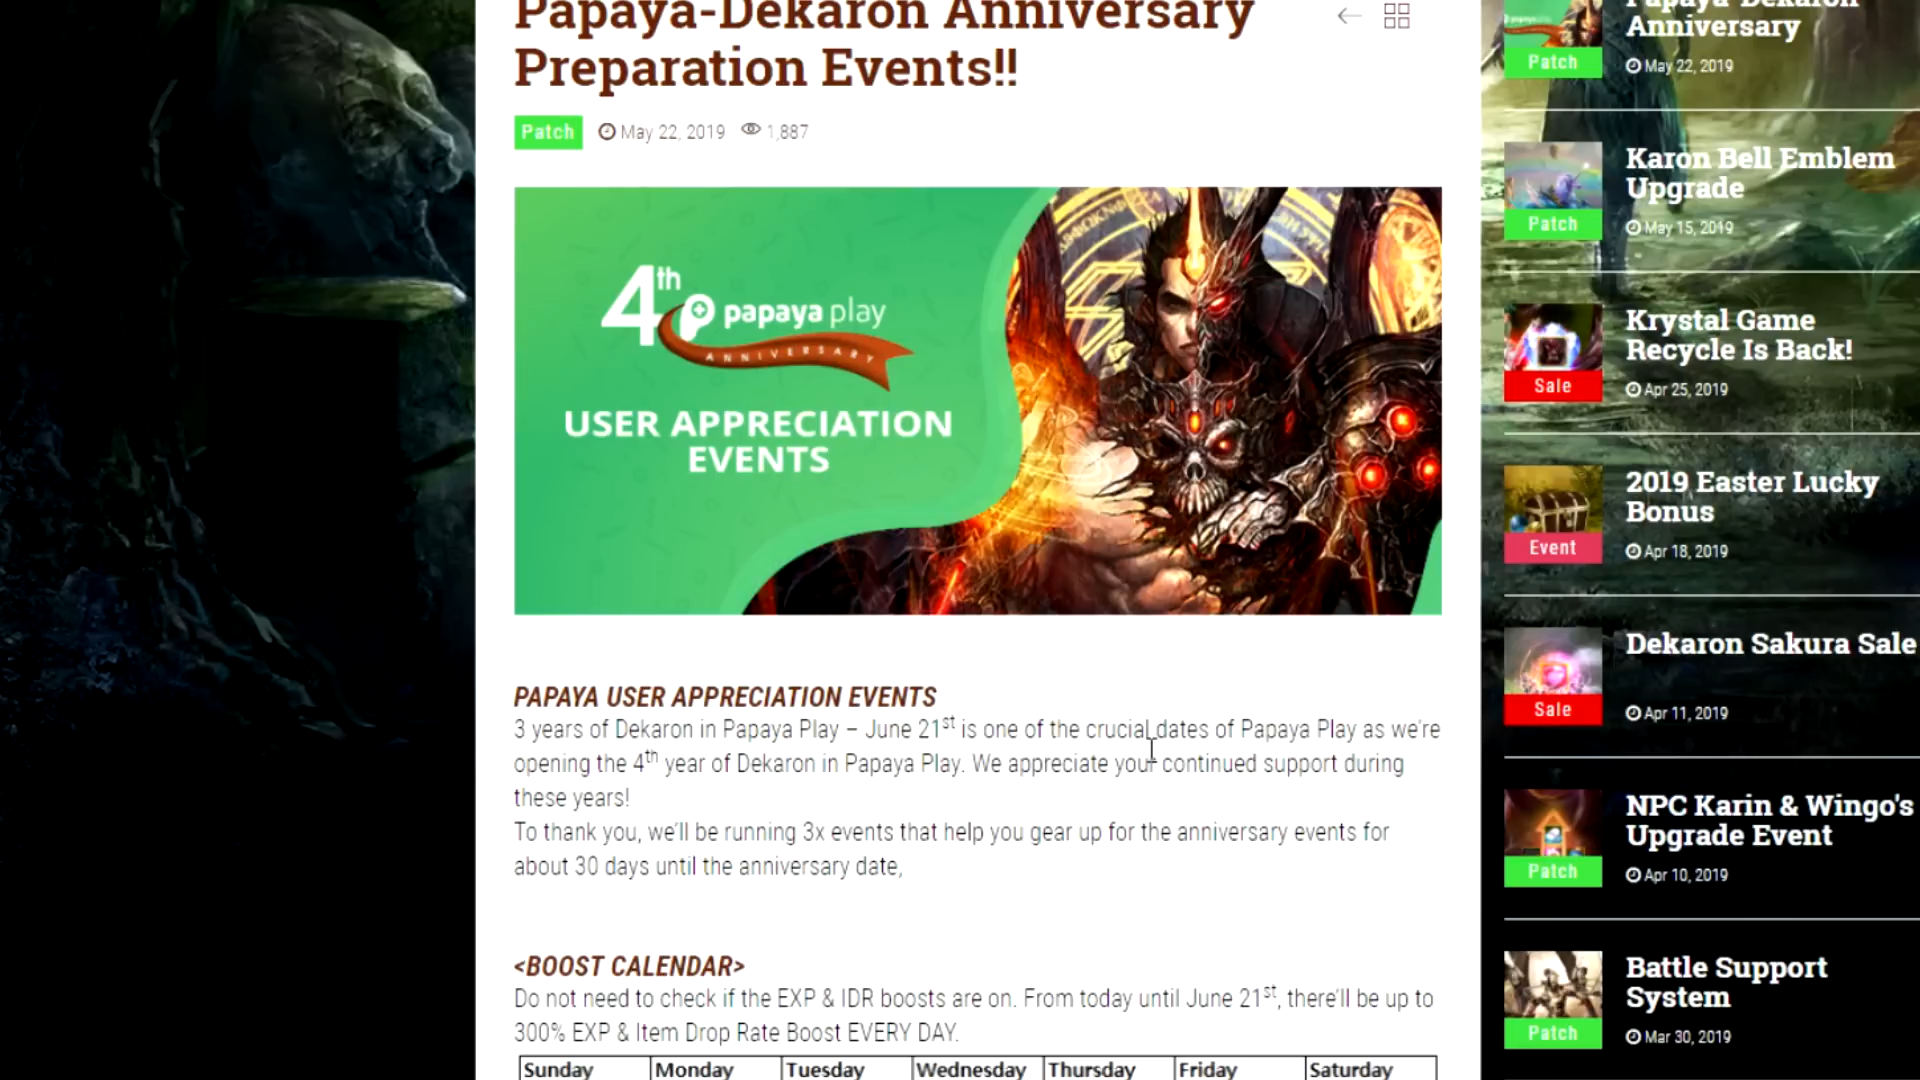 Papaya-Dekaron Anniversary
Preparation Events!!
Patch May 22, 2019 1,887
4th papaya play
ANNIVERSARY
USER APPRECIATION
EVENTS
PAPAYA USER APPRECIATION EVENTS
3 years of Dekaron in Papaya Play – June 21st is one of the crucial dates of Papaya Play as we're
opening the 4th year of Dekaron in Papaya Play. We appreciate your continued support during
these years!
To thank you, we'll be running 3x events that help you gear up for the anniversary events for
about 30 days until the anniversary date,
<BOOST CALENDAR>
Do not need to check if the EXP & IDR boosts are on. From today until June 21st, there'll be up to
300% EXP & Item Drop Rate Boost EVERY DAY.
Sunday Monday Tuesday Wednesday Thursday Friday Saturday
Papaya-Dekaron
Anniversary
Patch
May 22, 2019
Karon Bell Emblem
Upgrade
Patch
May 15, 2019
Krystal Game
Recycle Is Back!
Sale
Apr 25, 2019
2019 Easter Lucky
Bonus
Event
Apr 18, 2019
Dekaron Sakura Sale
Sale
Apr 11, 2019
NPC Karin & Wingo's
Upgrade Event
Patch
Apr 10, 2019
Battle Support
System
Patch
Mar 30, 2019